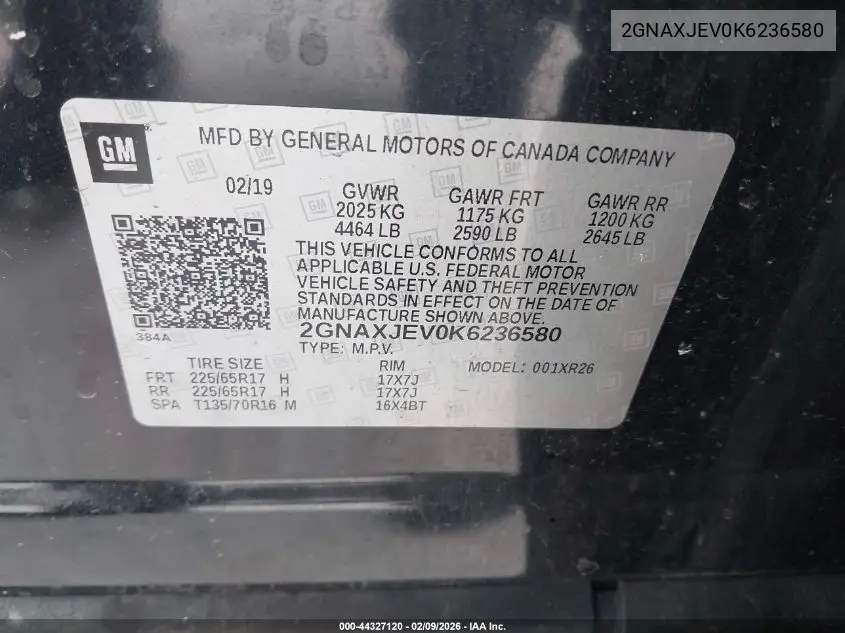 2GNAXJEV0K6236580
GM
MFD BY GENERAL MOTORS OF CANADA COMPANY
02/19 GVWR GAWR FRT GAWR RR
2025 KG 1175 KG 1200 KG
4464 LB 2590 LB 2645 LB
THIS VEHICLE CONFORMS TO ALL
APPLICABLE U.S. FEDERAL MOTOR
VEHICLE SAFETY AND THEFT PREVENTION
STANDARDS IN EFFECT ON THE DATE OF
MANUFACTURE SHOWN ABOVE.
384A
2GNAXJEV0K6236580
TYPE: M.P.V.
TIRE SIZE RIM MODEL: 001XR26
FRT 225/65R17 H 17X7J
RR 225/65R17 H 17X7J
SPA T135/70R16 M 16X4BT
000-44327120 - 02/09/2026 - IAA Inc.